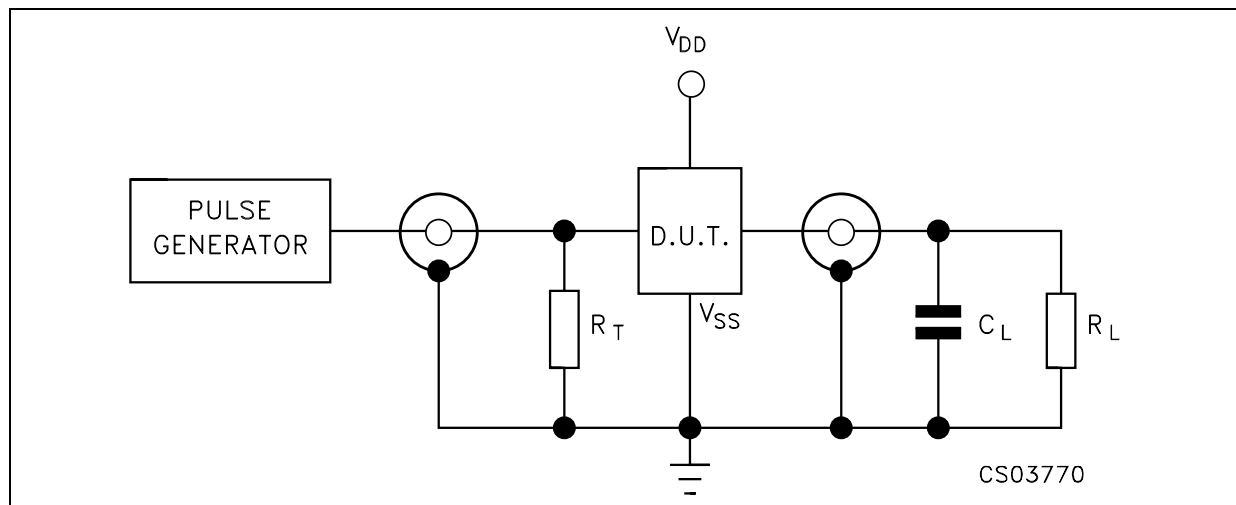 VDD
PULSE
GENERATOR
D.U.T.
VSS
RT
CL
RL
CS03770